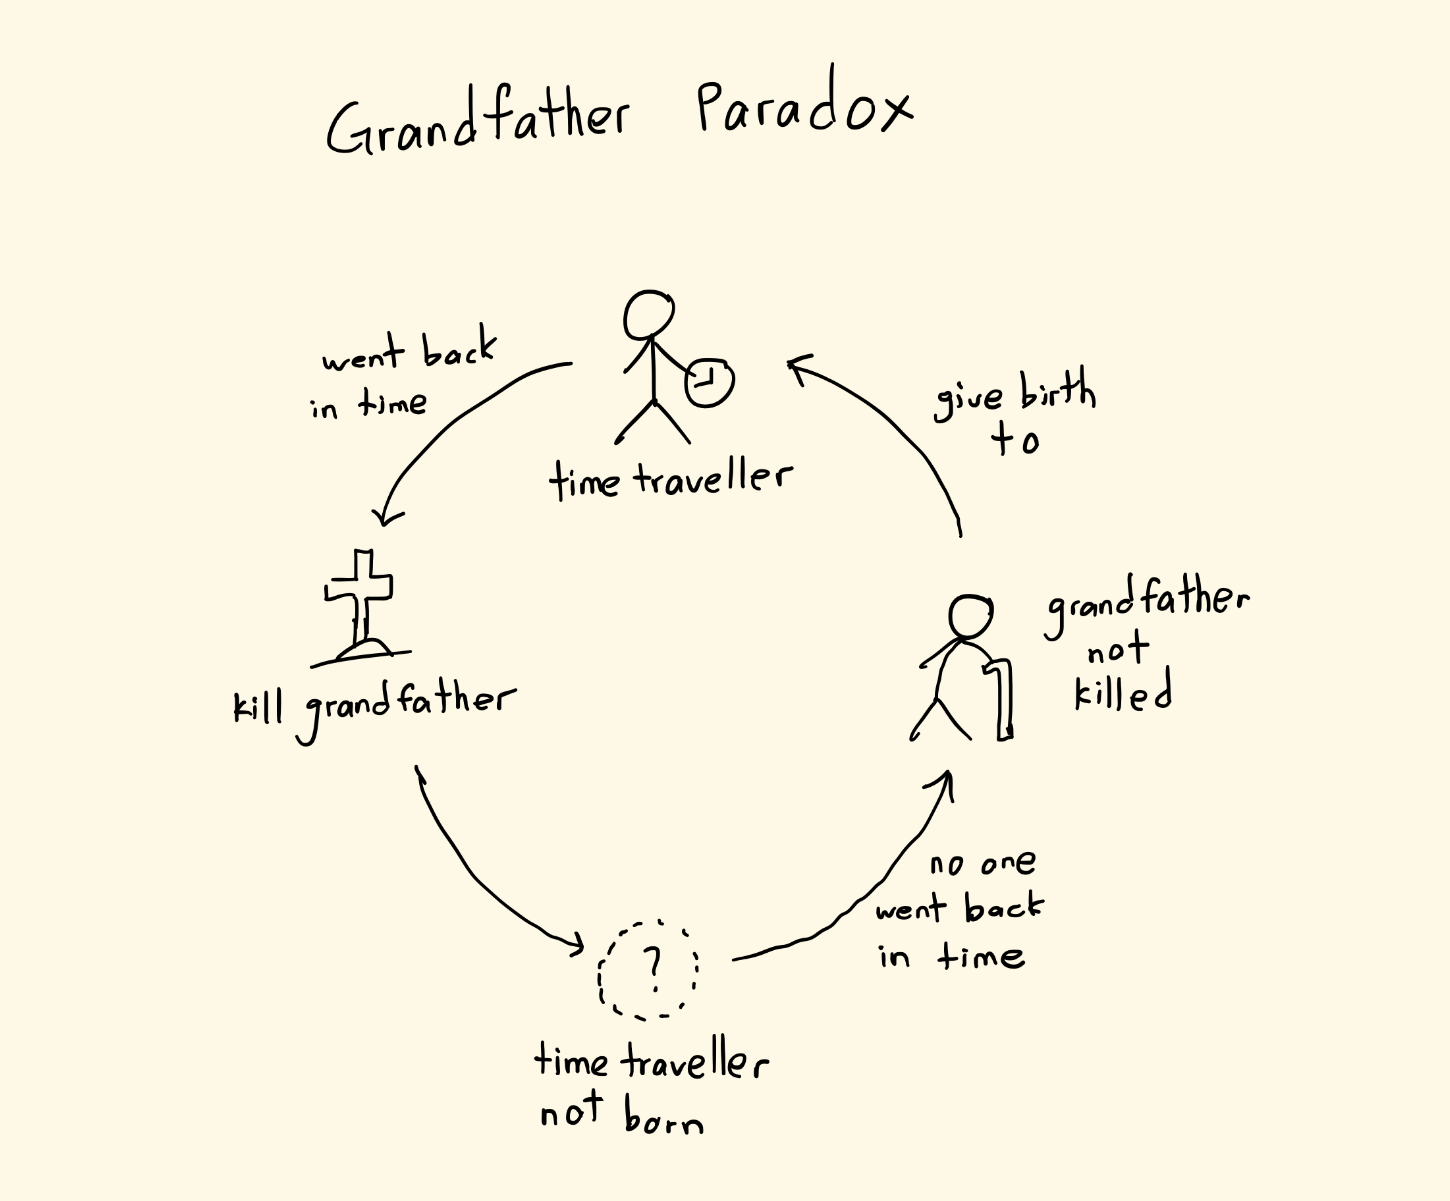 Grandfather Paradox
went back
in time
time traveller
give birth
to
kill grandfather
grandfather
not
killed
?
time traveller
not born
no one
went back
in time